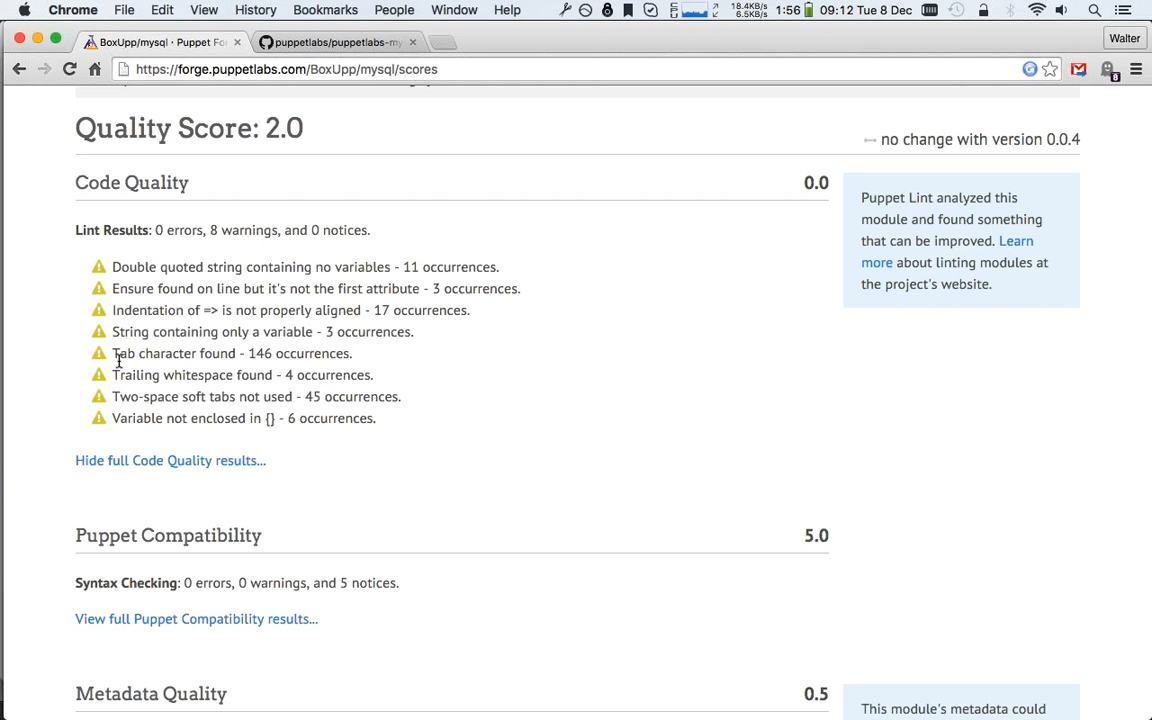 Chrome File Edit View History Bookmarks People Window Help 18.4KB/s 6.5KB/s 1:56 09:12 Tue 8 Dec
BoxUpp/mysql · Puppet Fo puppetlabs/puppetlabs-my Walter
https://forge.puppetlabs.com/BoxUpp/mysql/scores 8
Quality Score: 2.0
no change with version 0.0.4
Code Quality 0.0
Lint Results: 0 errors, 8 warnings, and 0 notices.
Double quoted string containing no variables - 11 occurrences.
Ensure found on line but it's not the first attribute - 3 occurrences.
Indentation of => is not properly aligned - 17 occurrences.
String containing only a variable - 3 occurrences.
Tab character found - 146 occurrences.
Trailing whitespace found - 4 occurrences.
Two-space soft tabs not used - 45 occurrences.
Variable not enclosed in {} - 6 occurrences.
Hide full Code Quality results...
Puppet Lint analyzed this
module and found something
that can be improved. Learn
more about linting modules at
the project's website.
Puppet Compatibility 5.0
Syntax Checking: 0 errors, 0 warnings, and 5 notices.
View full Puppet Compatibility results...
Metadata Quality 0.5
This module's metadata could